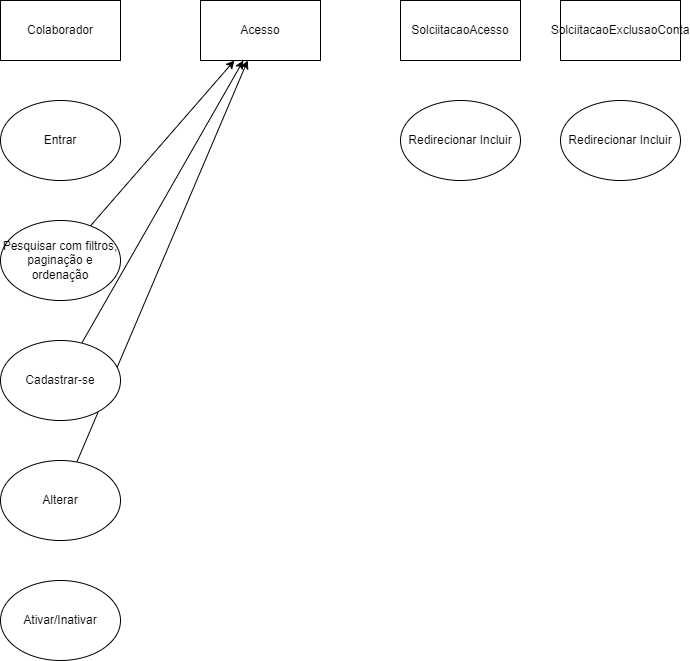 Colaborador
Acesso
SolciitacaoAcesso
SolciitacaoExclusaoConta
Entrar
Redirecionar Incluir
Redirecionar Incluir
Pesquisar com filtros,
paginação e
ordenação
Cadastrar-se
Alterar
Ativar/Inativar